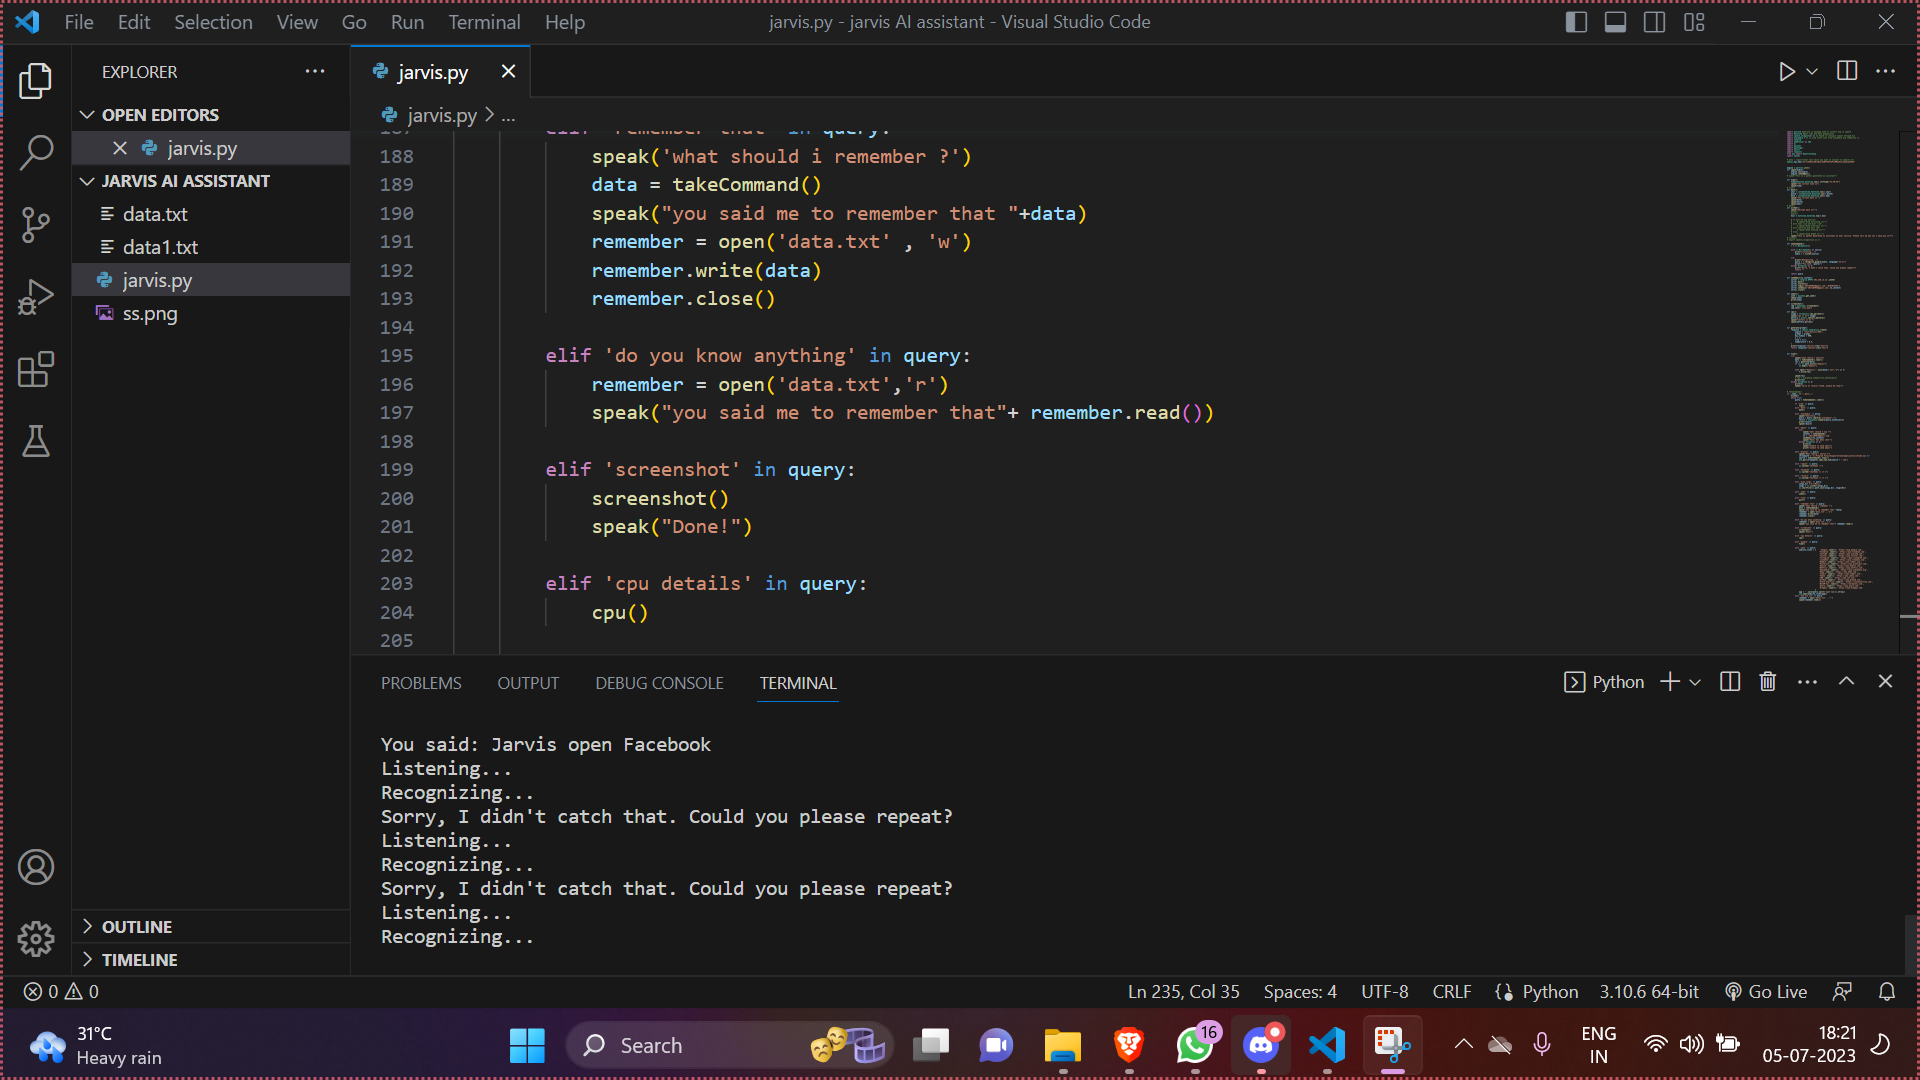 File Edit Selection View Go Run Terminal Help
jarvis.py - jarvis AI assistant - Visual Studio Code
EXPLORER
OPEN EDITORS
jarvis.py
JARVIS AI ASSISTANT
data.txt
data1.txt
jarvis.py
ss.png
OUTLINE
TIMELINE
jarvis.py
jarvis.py > ...
187 elif 'remember that' in query:
188 speak('what should i remember ?')
189 data = takeCommand()
190 speak("you said me to remember that "+data)
191 remember = open('data.txt' , 'w')
192 remember.write(data)
193 remember.close()
194
195 elif 'do you know anything' in query:
196 remember = open('data.txt','r')
197 speak("you said me to remember that"+ remember.read())
198
199 elif 'screenshot' in query:
200 screenshot()
201 speak("Done!")
202
203 elif 'cpu details' in query:
204 cpu()
205
PROBLEMS OUTPUT DEBUG CONSOLE TERMINAL
Python
You said: Jarvis open Facebook
Listening...
Recognizing...
Sorry, I didn't catch that. Could you please repeat?
Listening...
Recognizing...
Sorry, I didn't catch that. Could you please repeat?
Listening...
Recognizing...
0 0
Ln 235, Col 35 Spaces: 4 UTF-8 CRLF Python 3.10.6 64-bit Go Live
31°C
Heavy rain
Search
16
ENG
IN
18:21
05-07-2023